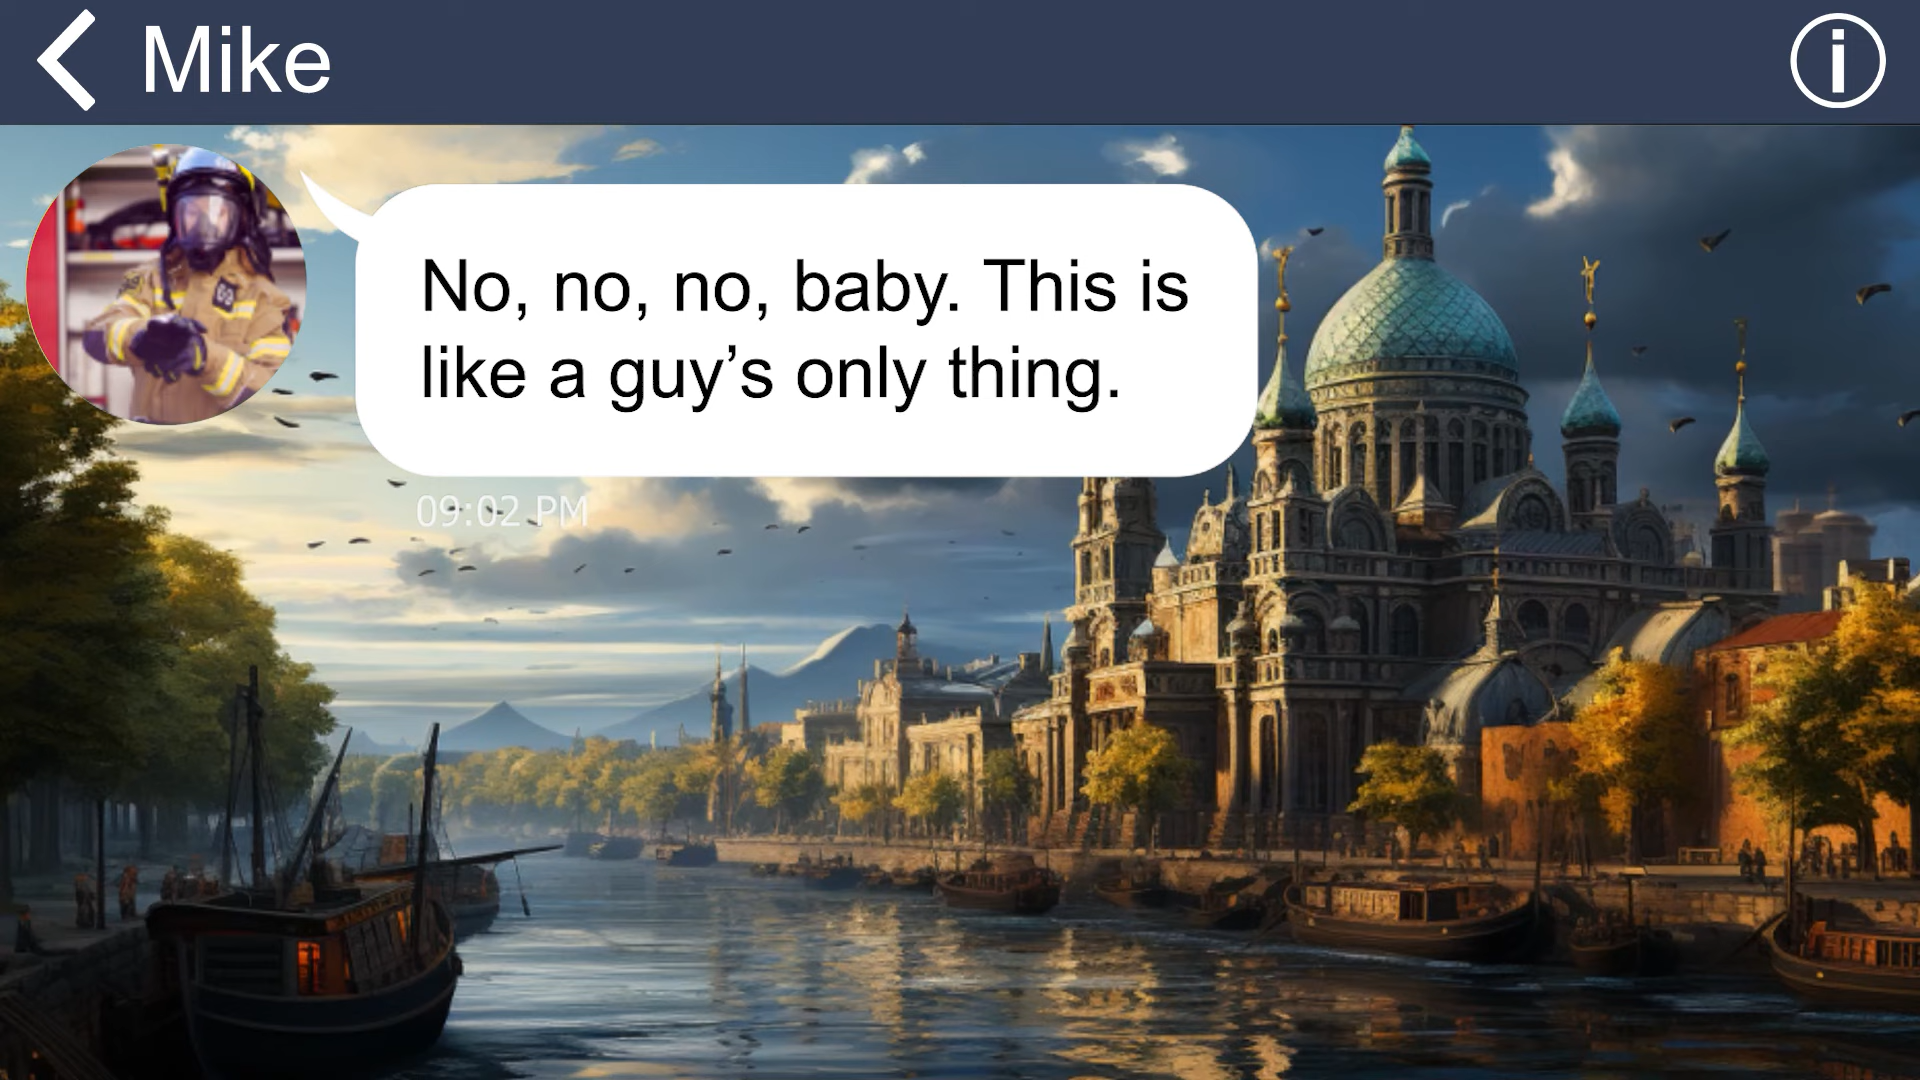 Mike
No, no, no, baby. This is
like a guy’s only thing.
09:02 PM